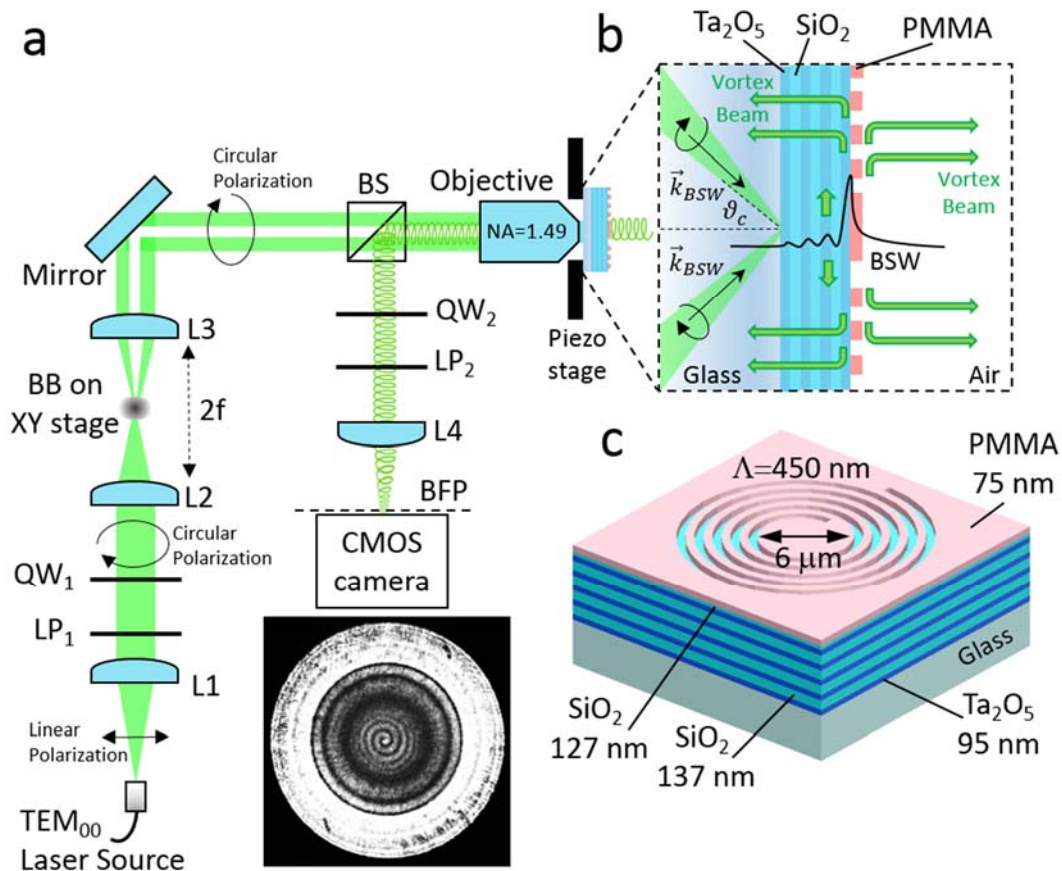 a
Circular
Polarization
BS
Objective
NA=1.49
Mirror
L3
BB on
XY stage
2f
L2
Circular
Polarization
QW₁
LP₁
L1
Linear
Polarization
TEM₀₀
Laser Source
QW₂
LP₂
L4
BFP
CMOS
camera
Piezo
stage
b
Ta₂O₅
SiO₂
PMMA
Vortex
Beam
k⃗_BSW
ϑ_c
k⃗_BSW
Vortex
Beam
BSW
Glass
Air
c
Λ=450 nm
PMMA
75 nm
6 μm
Glass
SiO₂
127 nm
SiO₂
137 nm
Ta₂O₅
95 nm